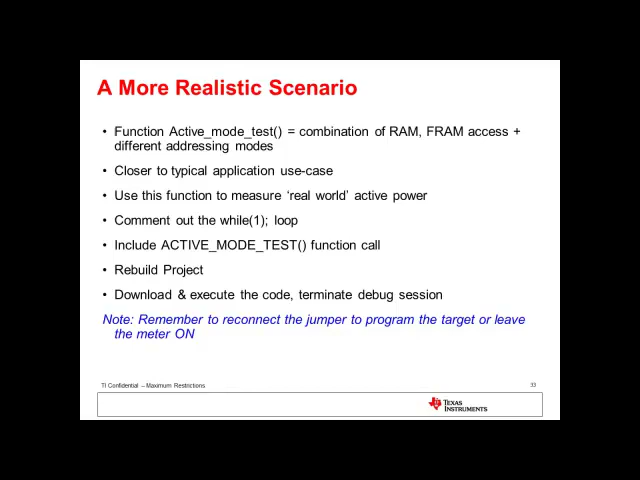 A More Realistic Scenario
• Function Active_mode_test() = combination of RAM, FRAM access +
different addressing modes
• Closer to typical application use-case
• Use this function to measure ‘real world’ active power
• Comment out the while(1); loop
• Include ACTIVE_MODE_TEST() function call
• Rebuild Project
• Download & execute the code, terminate debug session
Note: Remember to reconnect the jumper to program the target or leave
the meter ON
TI Confidential – Maximum Restrictions
33
TEXAS
INSTRUMENTS